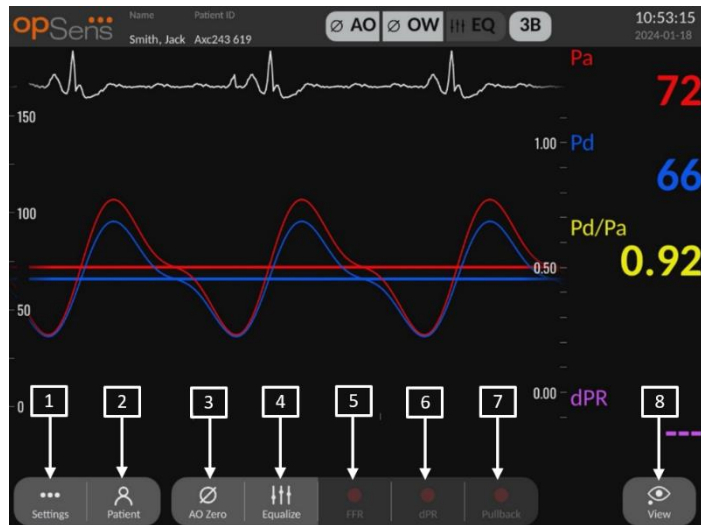 opSens
Name Patient ID
Smith, Jack Axc243 619
Ø AO Ø OW EQ 3B
10:53:15
2024-01-18
Pa
72
150
1.00
Pd
66
100
Pd/Pa
0.92
0.50
50
0
0.00
dPR
---
1 2 3 4 5 6 7 8
Settings Patient AO Zero Equalize FFR dPR Pullback View